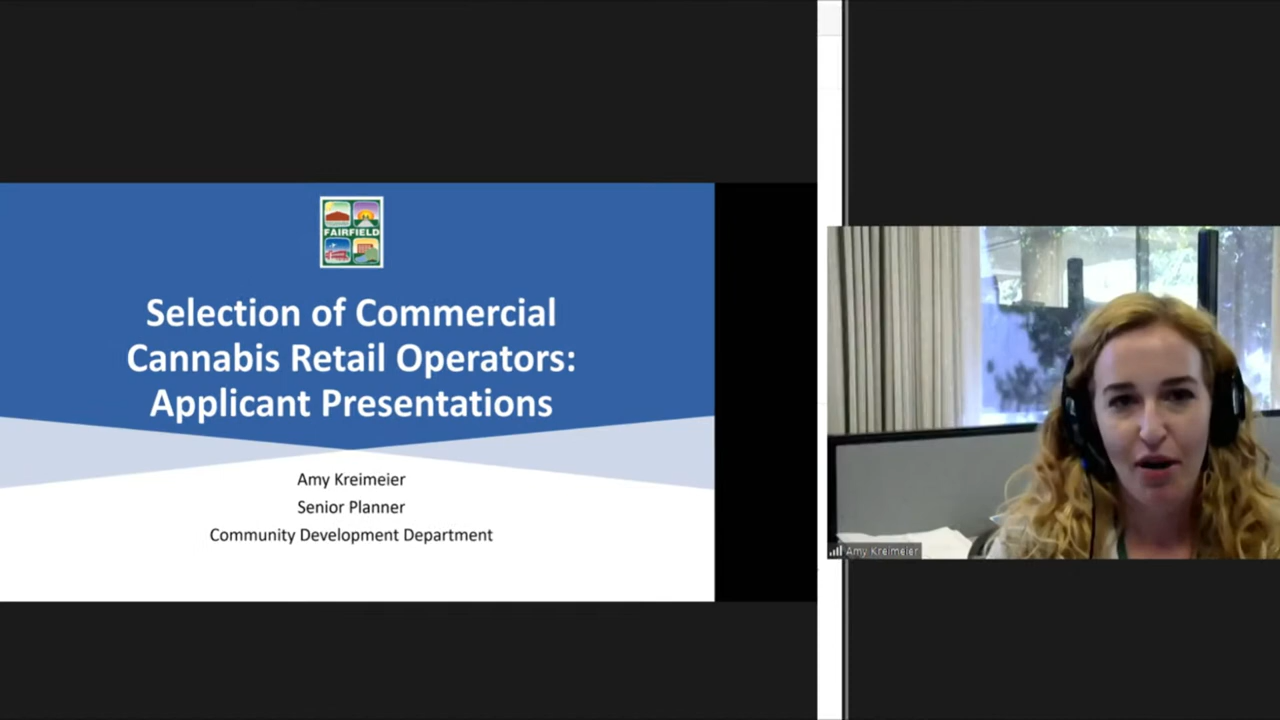 FAIRFIELD
Selection of Commercial
Cannabis Retail Operators:
Applicant Presentations
Amy Kreimeier
Senior Planner
Community Development Department
Amy Kreimeier